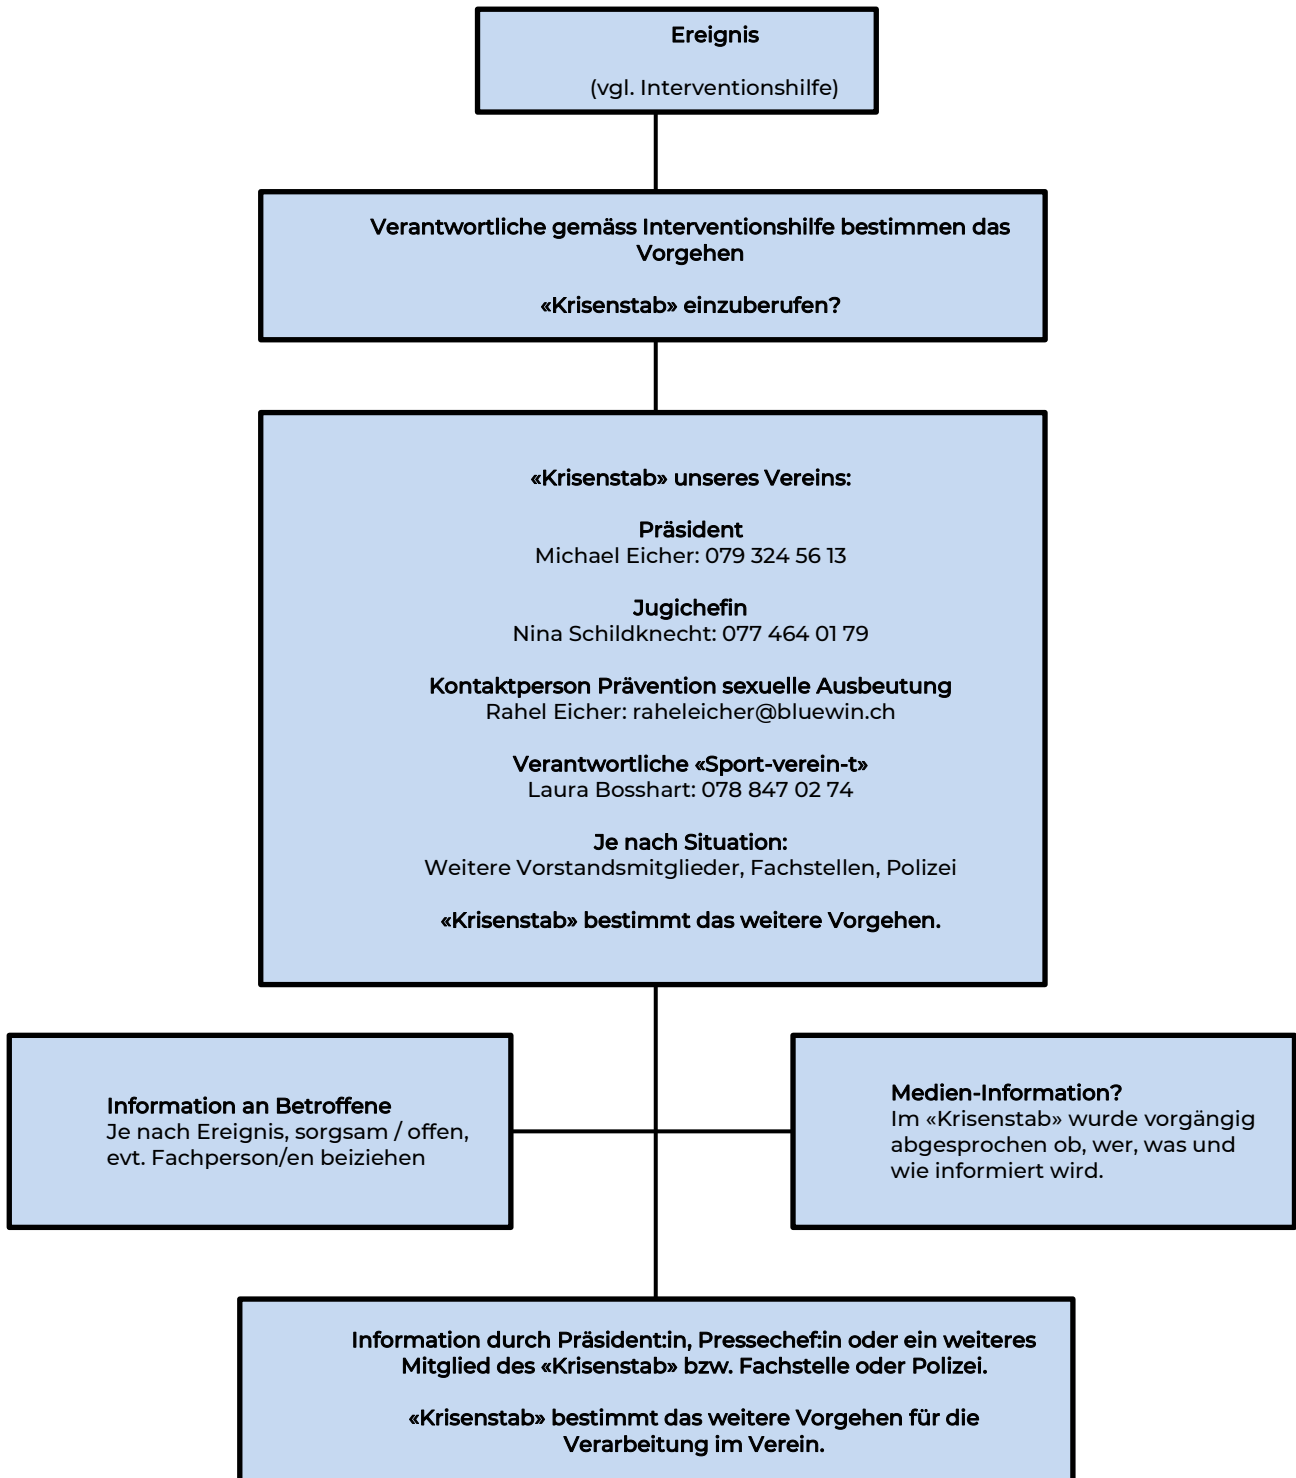 Ereignis
(vgl. Interventionshilfe)
Verantwortliche gemäss Interventionshilfe bestimmen das
Vorgehen
«Krisenstab» einzuberufen?
«Krisenstab» unseres Vereins:
Präsident
Michael Eicher: 079 324 56 13
Jugichefin
Nina Schildknecht: 077 464 01 79
Kontaktperson Prävention sexuelle Ausbeutung
Rahel Eicher: raheleicher@bluewin.ch
Verantwortliche «Sport-verein-t»
Laura Bosshart: 078 847 02 74
Je nach Situation:
Weitere Vorstandsmitglieder, Fachstellen, Polizei
«Krisenstab» bestimmt das weitere Vorgehen.
Information an Betroffene
Je nach Ereignis, sorgsam / offen,
evt. Fachperson/en beiziehen
Medien-Information?
Im «Krisenstab» wurde vorgängig
abgesprochen ob, wer, was und
wie informiert wird.
Information durch Präsident:in, Pressechef:in oder ein weiteres
Mitglied des «Krisenstab» bzw. Fachstelle oder Polizei.
«Krisenstab» bestimmt das weitere Vorgehen für die
Verarbeitung im Verein.